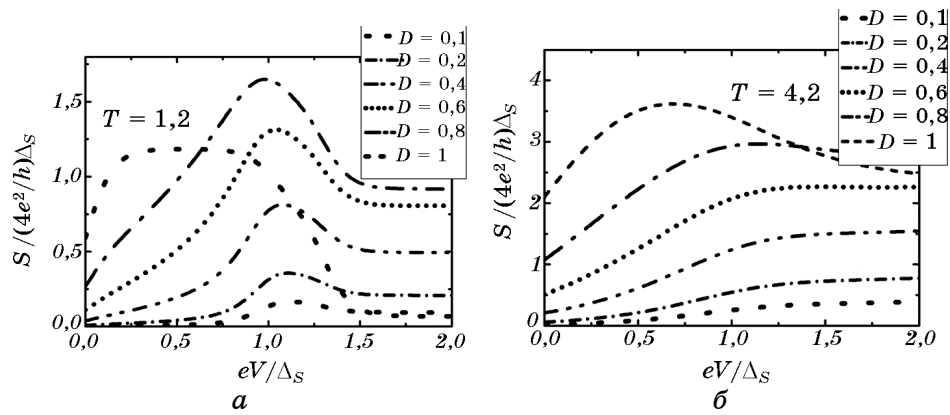 D = 0,1
D = 0,2
D = 0,4
D = 0,6
D = 0,8
D = 1
T = 1,2
S/(4e²/h)Δ_S
1,5
1,0
0,5
0,0
0,0 0,5 1,0 1,5 2,0
eV/Δ_S
а
D = 0,1
D = 0,2
D = 0,4
D = 0,6
D = 0,8
D = 1
T = 4,2
S/(4e²/h)Δ_S
4
3
2
1
0
0,0 0,5 1,0 1,5 2,0
eV/Δ_S
б